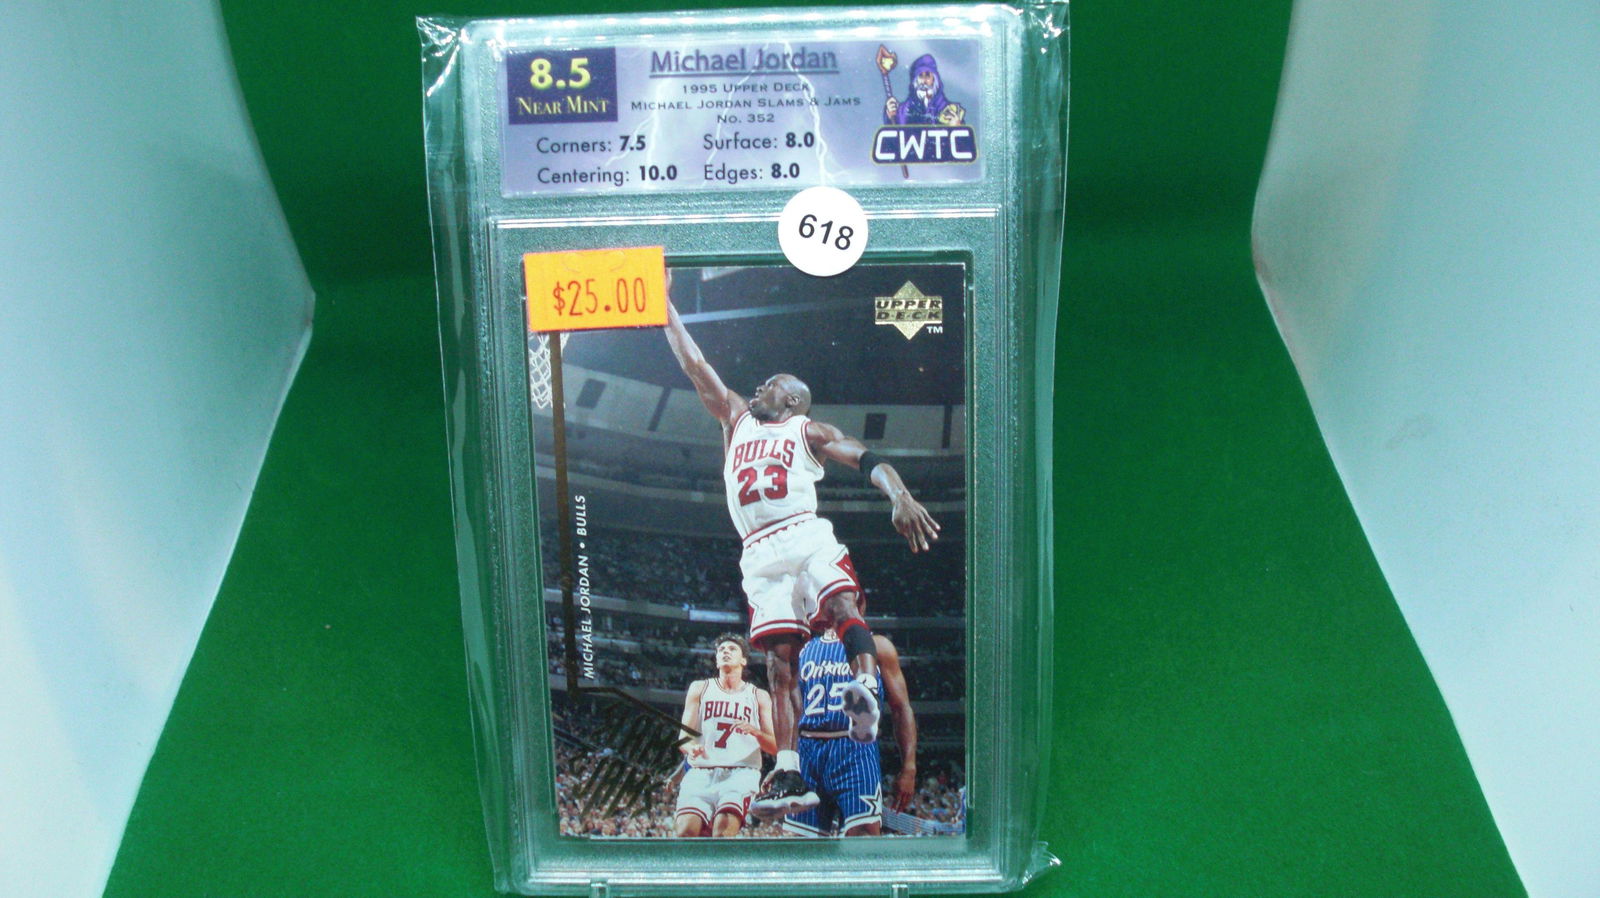 8.5
NEAR MINT
Michael Jordan
1995 UPPER DECK
MICHAEL JORDAN SLAMS & JAMS
No. 352
Corners: 7.5 Surface: 8.0
Centering: 10.0 Edges: 8.0
CWTC
618
$25.00
UPPER
DECK
TM
MICHAEL JORDAN • BULLS
BULLS
23
BULLS
7
Orlando
25
JAM